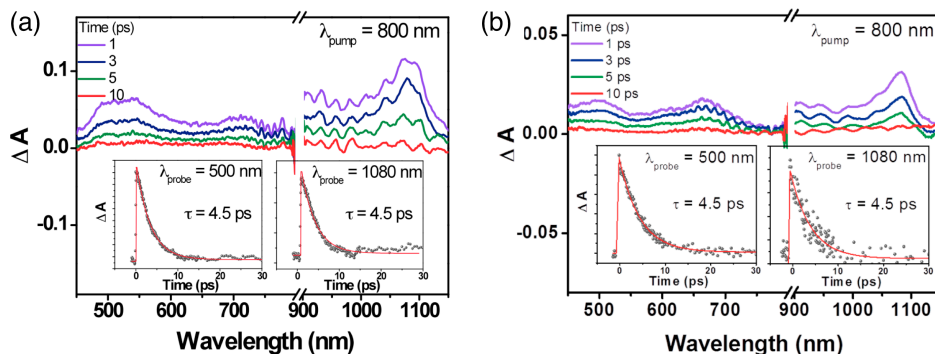 (a)
Time (ps)
1
3
5
10
λpump = 800 nm
0.1
0.0
-0.1
Δ A
λprobe = 500 nm
τ = 4.5 ps
Δ A
0 10 20 30
Time (ps)
λprobe = 1080 nm
τ = 4.5 ps
0 10 20 30
Time (ps)
500 600 700 800 900 1000 1100
Wavelength (nm)
(b)
Time (ps)
1 ps
3 ps
5 ps
10 ps
λpump = 800 nm
0.05
0.00
-0.05
Δ A
λprobe = 500 nm
τ = 4.5 ps
Δ A
0 10 20 30
Time (ps)
λprobe = 1080 nm
τ = 4.5 ps
0 10 20 30
Time (ps)
500 600 700 800 900 1000 1100
Wavelength (nm)